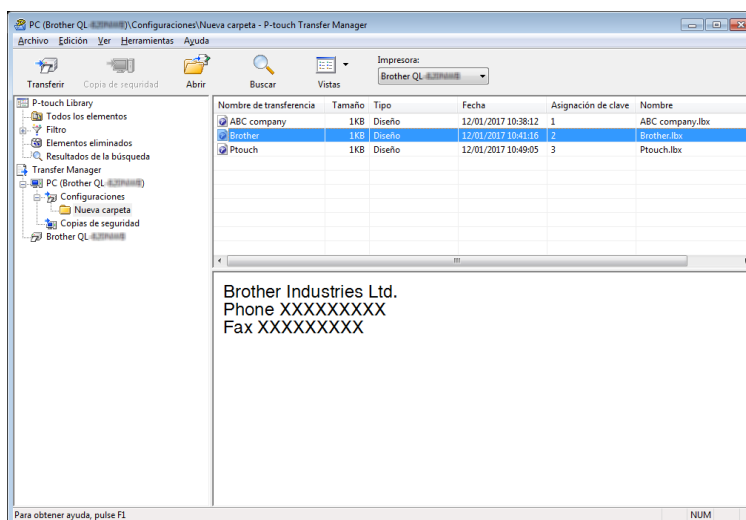 PC (Brother QL-)\Configuraciones\Nueva carpeta - P-touch Transfer Manager
Archivo Edición Ver Herramientas Ayuda
Impresora:
Brother QL-
Transferir Copia de seguridad Abrir Buscar Vistas
P-touch Library
Todos los elementos
Filtro
Elementos eliminados
Resultados de la búsqueda
Transfer Manager
PC (Brother QL-)
Configuraciones
Nueva carpeta
Copias de seguridad
Brother QL-
Nombre de transferencia Tamaño Tipo Fecha Asignación de clave Nombre
ABC company 1KB Diseño 12/01/2017 10:38:12 1 ABC company.lbx
Brother 1KB Diseño 12/01/2017 10:41:16 2 Brother.lbx
Ptouch 1KB Diseño 12/01/2017 10:49:05 3 Ptouch.lbx
Brother Industries Ltd.
Phone XXXXXXXXX
Fax XXXXXXXXX
Para obtener ayuda, pulse F1
NUM